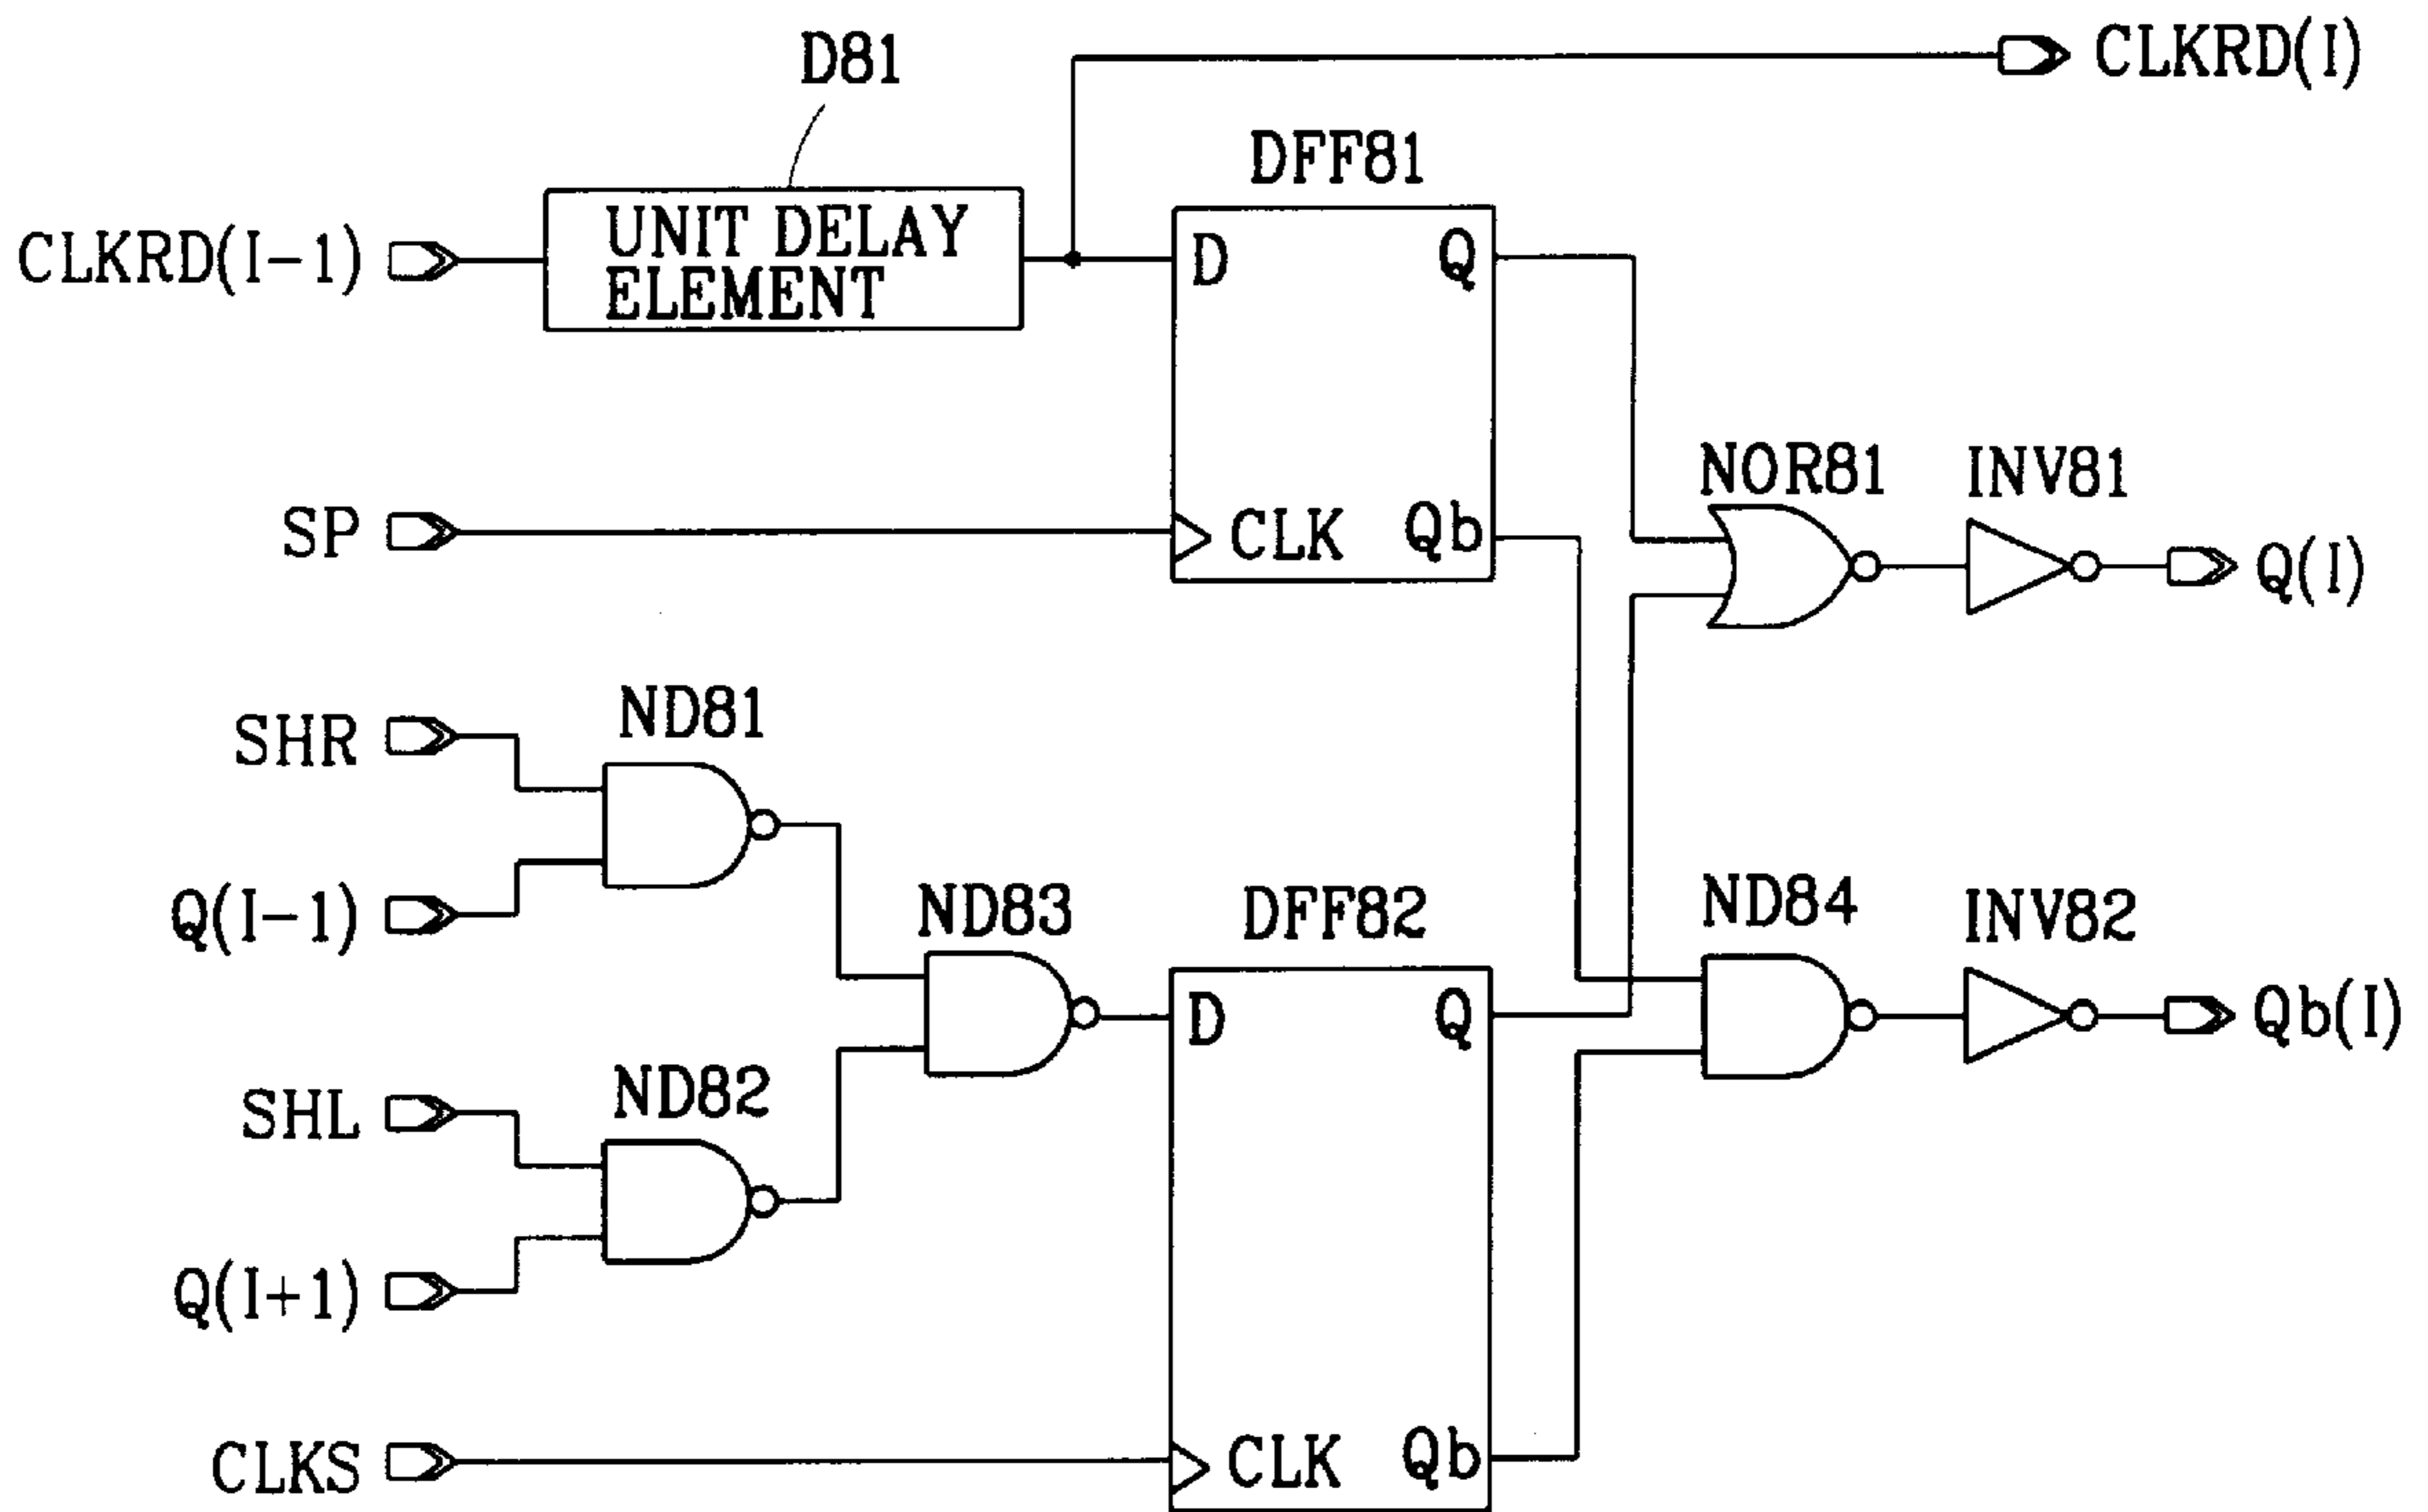 D81
CLKRD(I)
DFF81
CLKRD(I-1)
UNIT DELAY
ELEMENT
D
Q
SP
CLK
Qb
NOR81
INV81
Q(I)
SHR
ND81
Q(I-1)
ND83
DFF82
ND84
INV82
D
Q
Qb(I)
SHL
ND82
Q(I+1)
CLKS
CLK
Qb